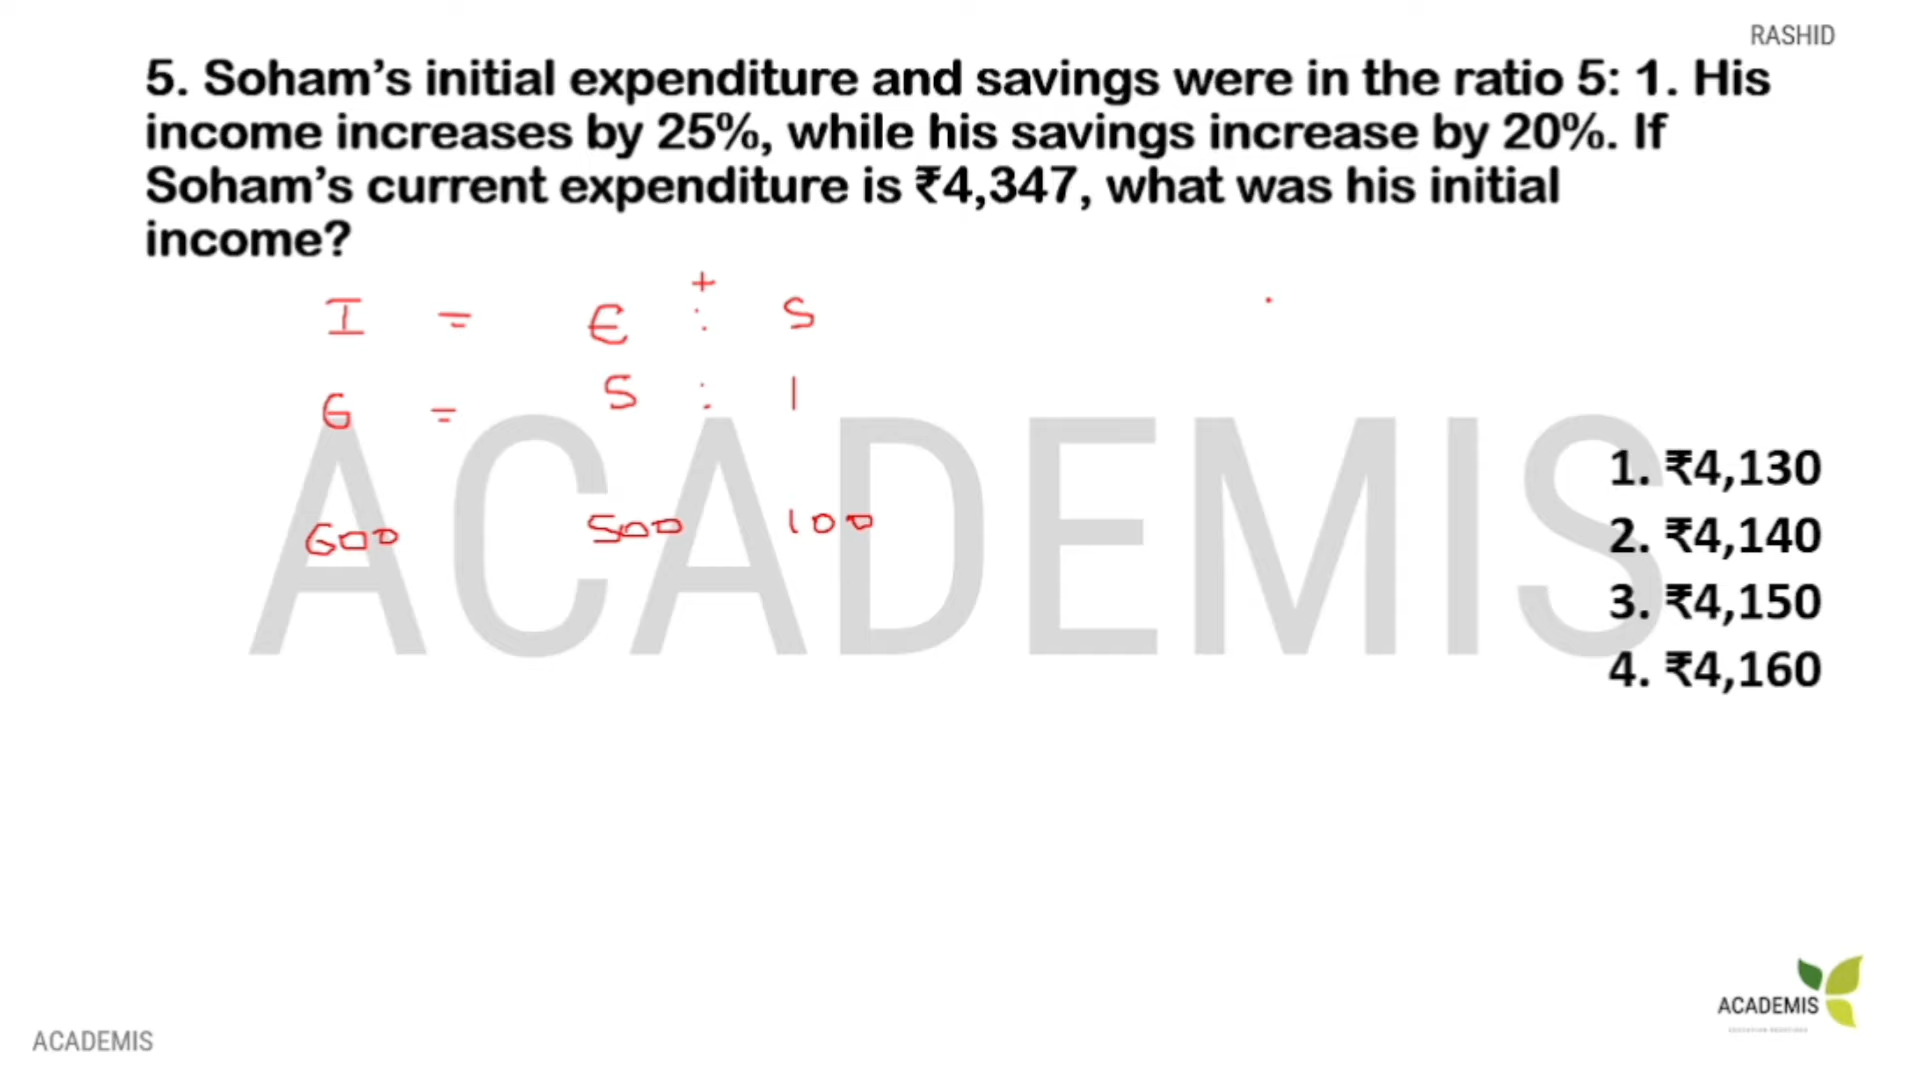 RASHID
5. Soham’s initial expenditure and savings were in the ratio 5: 1. His
income increases by 25%, while his savings increase by 20%. If
Soham’s current expenditure is ₹4,347, what was his initial
income?
+
I = E : S
6 = 5 : 1
600 500 100
ACADEMIS
1. ₹4,130
2. ₹4,140
3. ₹4,150
4. ₹4,160
ACADEMIS
ACADEMIS